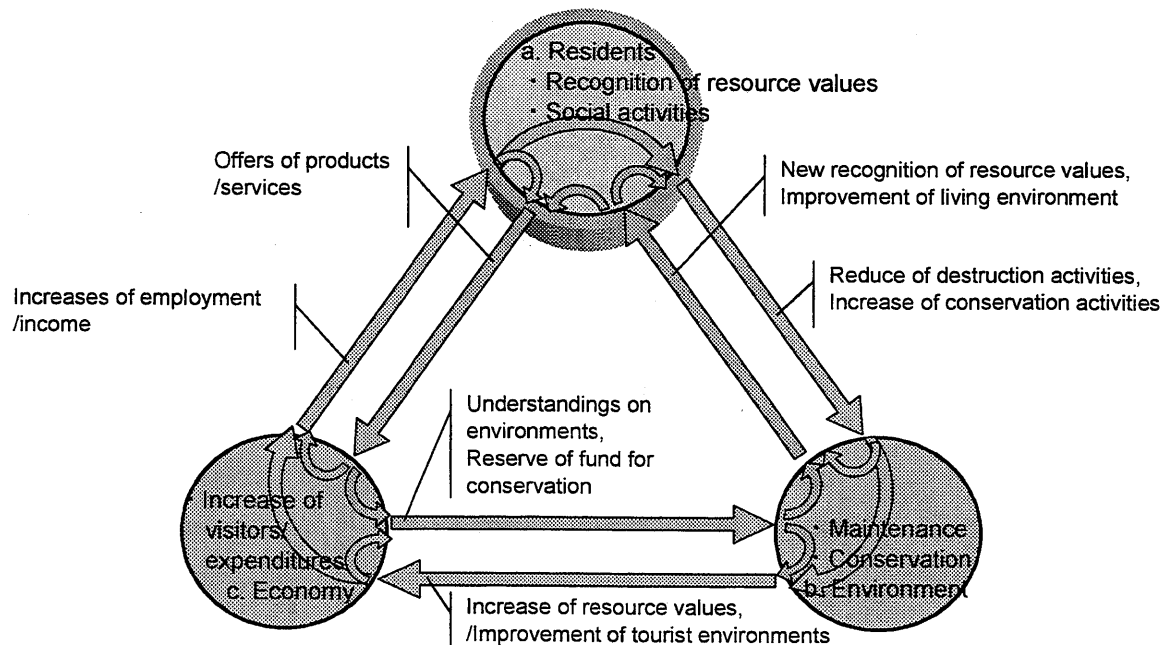 a. Residents
・Recognition of resource values
・Social activities
Offers of products
/services
New recognition of resource values,
Improvement of living environment
Increases of employment
/income
Reduce of destruction activities,
Increase of conservation activities
Understandings on
environments,
Reserve of fund for
conservation
・Increase of
visitors/
expenditures
c. Economy
・Maintenance
・Conservation
b. Environment
Increase of resource values,
/Improvement of tourist environments